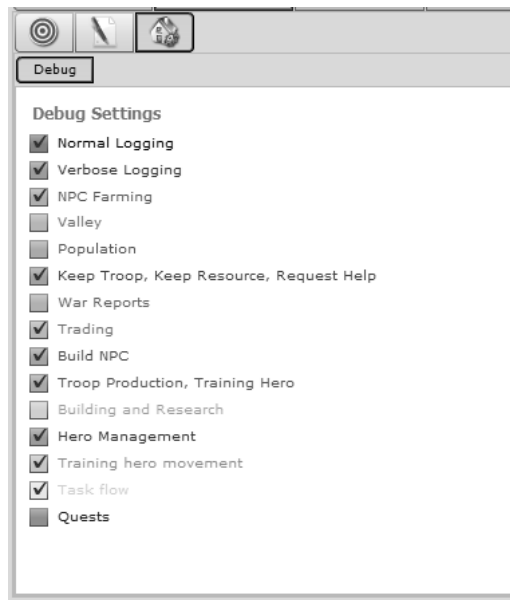 Debug
Debug Settings
Normal Logging
Verbose Logging
NPC Farming
Valley
Population
Keep Troop, Keep Resource, Request Help
War Reports
Trading
Build NPC
Troop Production, Training Hero
Building and Research
Hero Management
Training hero movement
Task flow
Quests